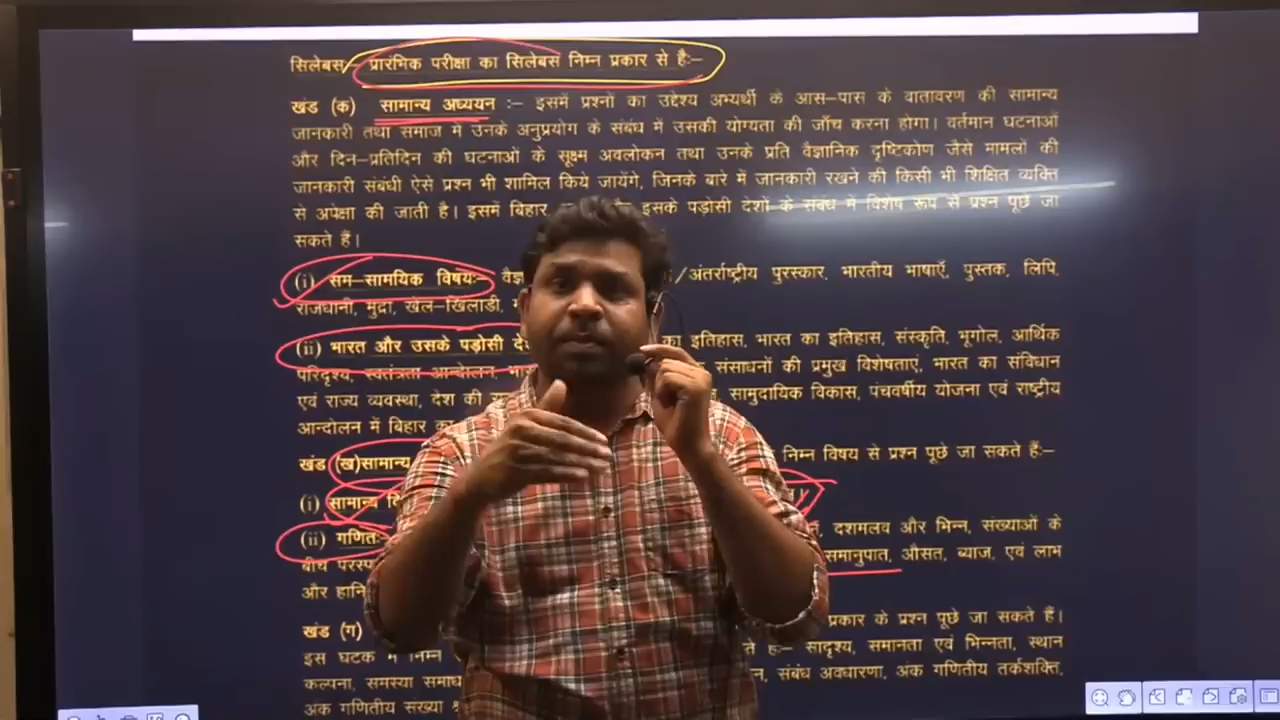 सिलेबस:– प्रारंभिक परीक्षा का सिलेबस निम्न प्रकार से है:–
खंड (क) सामान्य अध्ययन :– इसमें प्रश्नों का उद्देश्य अभ्यर्थी के आस–पास के वातावरण की सामान्य
जानकारी तथा समाज में उनके अनुप्रयोग के संबंध में उसकी योग्यता की जाँच करना होगा। वर्तमान घटनाओं
और दिन–प्रतिदिन की घटनाओं के सूक्ष्म अवलोकन तथा उनके प्रति वैज्ञानिक दृष्टिकोण जैसे मामलों की
जानकारी संबंधी ऐसे प्रश्न भी शामिल किये जायेंगे, जिनके बारे में जानकारी रखने की किसी भी शिक्षित व्यक्ति
से अपेक्षा की जाती है। इसमें बिहार, इसके पड़ोसी देशों के संबंध में विशेष रूप से प्रश्न पूछे जा
सकते हैं।
(i) सम–सामयिक विषय:– /अंतर्राष्ट्रीय पुरस्कार, भारतीय भाषाएँ, पुस्तक, लिपि,
राजधानी, मुद्रा, खेल–खिलाड़ी,
(ii) भारत और उसके पड़ोसी का इतिहास, भारत का इतिहास, संस्कृति, भूगोल, आर्थिक
परिदृश्य, स्वतंत्रता आन्दोलन, संसाधनों की प्रमुख विशेषताएं, भारत का संविधान
एवं राज्य व्यवस्था, देश की सामुदायिक विकास, पंचवर्षीय योजना एवं राष्ट्रीय
आन्दोलन में बिहार
खंड (ख)सामान्य निम्न विषय से प्रश्न पूछे जा सकते हैं:–
(i) सामान्य
(ii) गणित दशमलव और भिन्न, संख्याओं के
बीच समानुपात, औसत, ब्याज, एवं लाभ
और हानि
खंड (ग) प्रकार के प्रश्न पूछे जा सकते हैं।
इस घटक में निम्न सादृश्य, समानता एवं भिन्नता, स्थान
कल्पना, समस्या संबंध अवधारणा, अंक गणितीय तर्कशक्ति,
अंक गणितीय संख्या